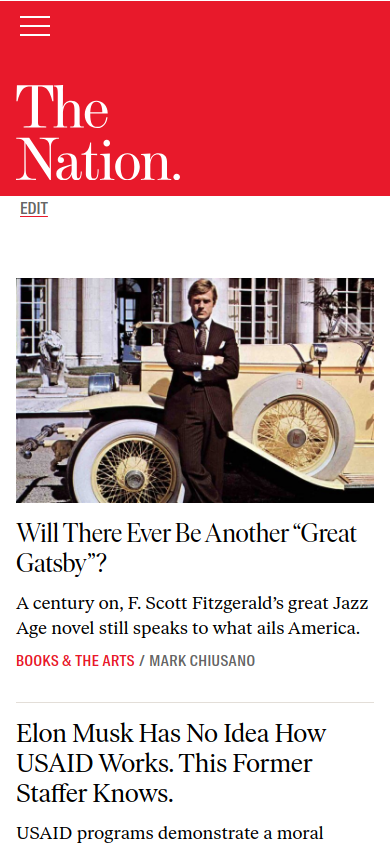 The
Nation.
EDIT
Will There Ever Be Another “Great
Gatsby”?
A century on, F. Scott Fitzgerald’s great Jazz
Age novel still speaks to what ails America.
BOOKS & THE ARTS / MARK CHIUSANO
Elon Musk Has No Idea How
USAID Works. This Former
Staffer Knows.
USAID programs demonstrate a moral